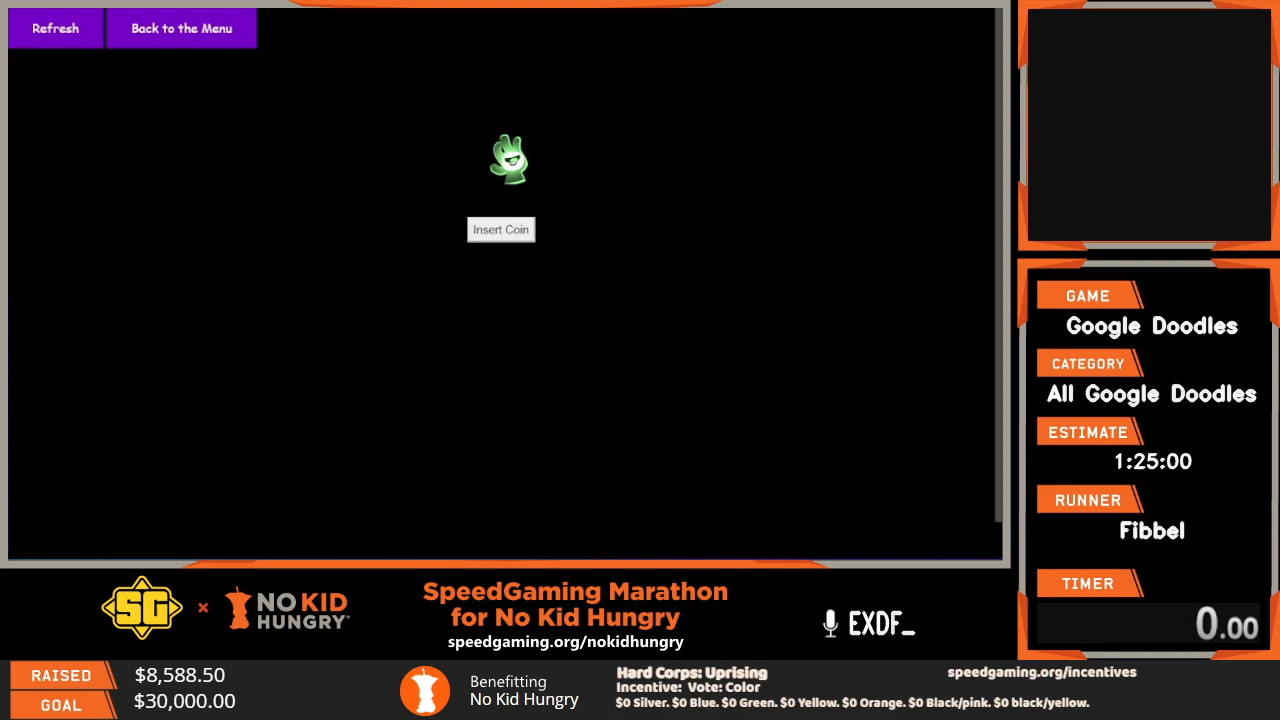 Refresh
Back to the Menu
Insert Coin
GAME
Google Doodles
CATEGORY
All Google Doodles
ESTIMATE
1:25:00
RUNNER
Fibbel
TIMER
0.00
SG × NO KID HUNGRY
SpeedGaming Marathon
for No Kid Hungry
speedgaming.org/nokidhungry
EXDF_
RAISED $8,588.50
GOAL $30,000.00
Benefitting
No Kid Hungry
Hard Corps: Uprising
Incentive: Vote: Color
$0 Silver. $0 Blue. $0 Green. $0 Yellow. $0 Orange. $0 Black/pink. $0 black/yellow.
speedgaming.org/incentives